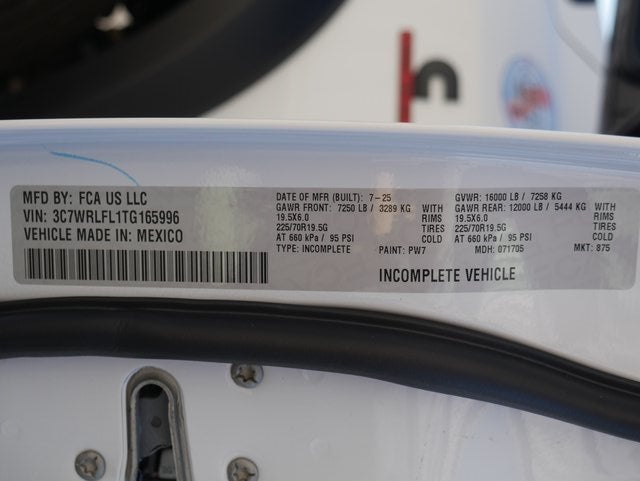 MFD BY: FCA US LLC
VIN: 3C7WRLFL1TG165996
VEHICLE MADE IN: MEXICO
DATE OF MFR (BUILT): 7-25
GAWR FRONT: 7250 LB / 3289 KG WITH
19.5X6.0 RIMS
225/70R19.5G TIRES
AT 660 kPa / 95 PSI COLD
TYPE: INCOMPLETE PAINT: PW7
GVWR: 16000 LB / 7258 KG
GAWR REAR: 12000 LB / 5444 KG WITH
19.5X6.0 RIMS
225/70R19.5G TIRES
AT 660 kPa / 95 PSI COLD
MDH: 071705 MKT: 875
INCOMPLETE VEHICLE